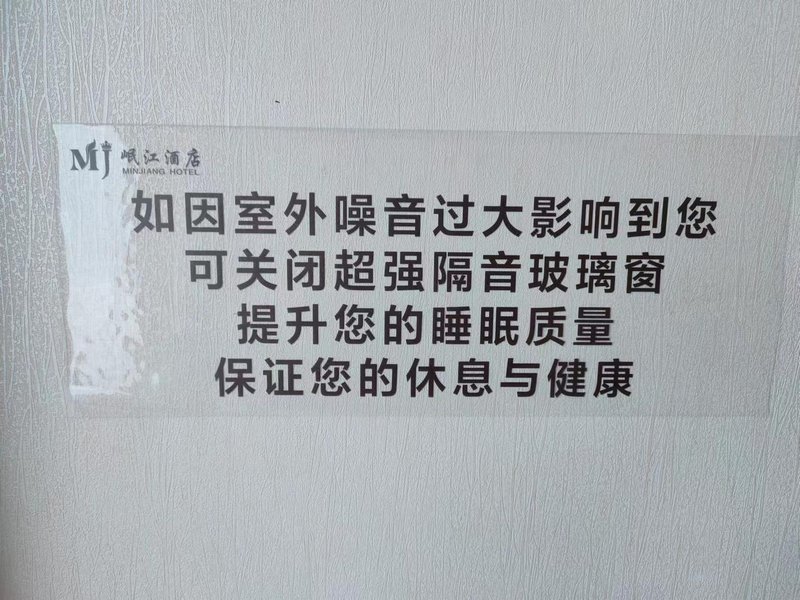 MJ 岷江酒店
MINJIANG HOTEL
如因室外噪音过大影响到您
可关闭超强隔音玻璃窗
提升您的睡眠质量
保证您的休息与健康